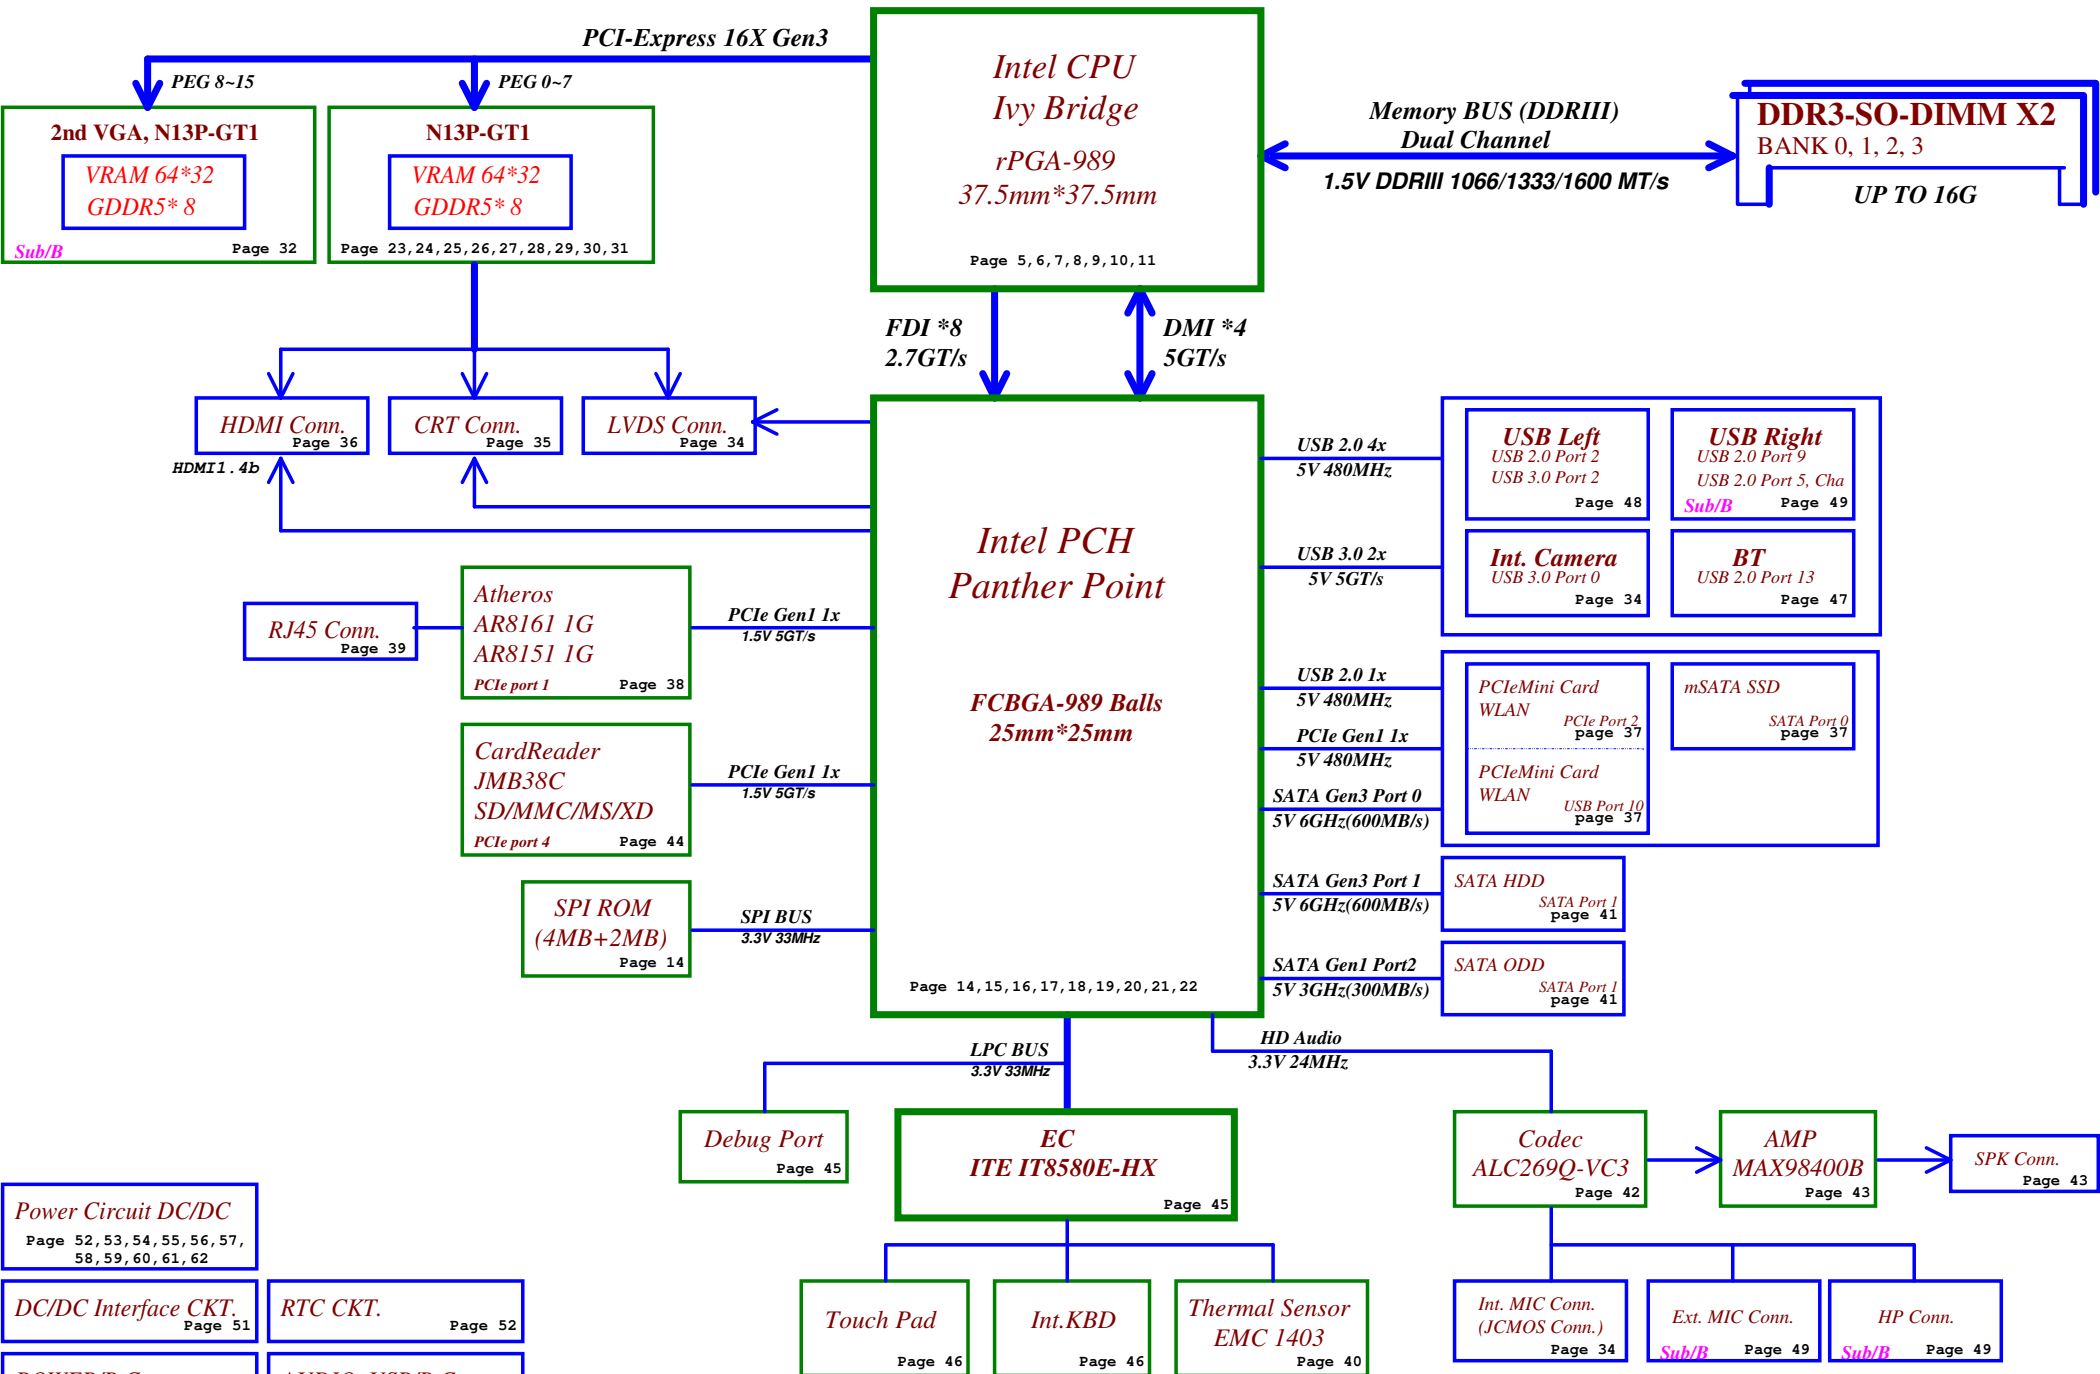 PCI-Express 16X Gen3
PEG 8~15
PEG 0~7
2nd VGA, N13P-GT1
VRAM 64*32
GDDR5* 8
Sub/B
Page 32
N13P-GT1
VRAM 64*32
GDDR5* 8
Page 23,24,25,26,27,28,29,30,31
Intel CPU
Ivy Bridge
rPGA-989
37.5mm*37.5mm
Page 5,6,7,8,9,10,11
Memory BUS (DDRIII)
Dual Channel
1.5V DDRIII 1066/1333/1600 MT/s
DDR3-SO-DIMM X2
BANK 0, 1, 2, 3
UP TO 16G
FDI *8
2.7GT/s
DMI *4
5GT/s
HDMI Conn.
Page 36
HDMI1.4b
CRT Conn.
Page 35
LVDS Conn.
Page 34
Intel PCH
Panther Point
FCBGA-989 Balls
25mm*25mm
Page 14,15,16,17,18,19,20,21,22
RJ45 Conn.
Page 39
Atheros
AR8161 1G
AR8151 1G
PCIe port 1
Page 38
PCIe Gen1 1x
1.5V 5GT/s
CardReader
JMB38C
SD/MMC/MS/XD
PCIe port 4
Page 44
PCIe Gen1 1x
1.5V 5GT/s
SPI ROM
(4MB+2MB)
Page 14
SPI BUS
3.3V 33MHz
USB 2.0 4x
5V 480MHz
USB 3.0 2x
5V 5GT/s
USB Left
USB 2.0 Port 2
USB 3.0 Port 2
Page 48
USB Right
USB 2.0 Port 9
USB 2.0 Port 5, Cha
Sub/B
Page 49
Int. Camera
USB 3.0 Port 0
Page 34
BT
USB 2.0 Port 13
Page 47
USB 2.0 1x
5V 480MHz
PCIe Gen1 1x
5V 480MHz
SATA Gen3 Port 0
5V 6GHz(600MB/s)
PCIeMini Card
WLAN
PCIe Port 2
page 37
PCIeMini Card
WLAN
USB Port 10
page 37
mSATA SSD
SATA Port 0
page 37
SATA Gen3 Port 1
5V 6GHz(600MB/s)
SATA HDD
SATA Port 1
page 41
SATA Gen1 Port2
5V 3GHz(300MB/s)
SATA ODD
SATA Port 1
page 41
LPC BUS
3.3V 33MHz
HD Audio
3.3V 24MHz
Debug Port
Page 45
EC
ITE IT8580E-HX
Page 45
Codec
ALC269Q-VC3
Page 42
AMP
MAX98400B
Page 43
SPK Conn.
Page 43
Power Circuit DC/DC
Page 52,53,54,55,56,57,
58,59,60,61,62
DC/DC Interface CKT.
Page 51
RTC CKT.
Page 52
Touch Pad
Page 46
Int.KBD
Page 46
Thermal Sensor
EMC 1403
Page 40
Int. MIC Conn.
(JCMOS Conn.)
Page 34
Ext. MIC Conn.
Sub/B
Page 49
HP Conn.
Sub/B
Page 49